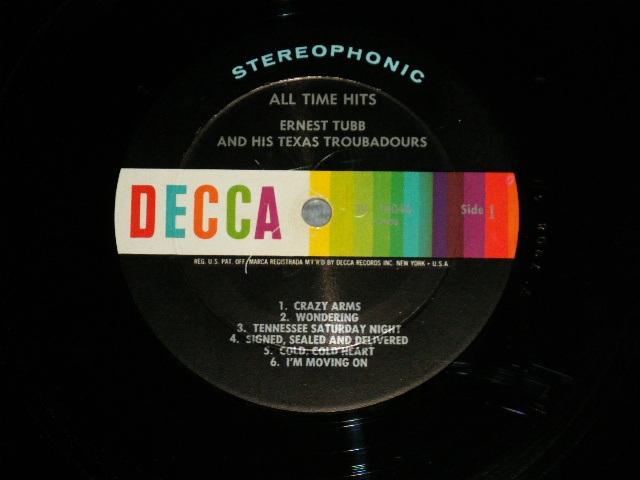 STEREOPHONIC
ALL TIME HITS
ERNEST TUBB
AND HIS TEXAS TROUBADOURS
DECCA
Side 1
REG. U.S. PAT. OFF. MARCA REGISTRADA M'F'R'D BY DECCA RECORDS INC. NEW YORK • U.S.A
1. CRAZY ARMS
2. WONDERING
3. TENNESSEE SATURDAY NIGHT
4. SIGNED, SEALED AND DELIVERED
5. COLD, COLD HEART
6. I'M MOVING ON